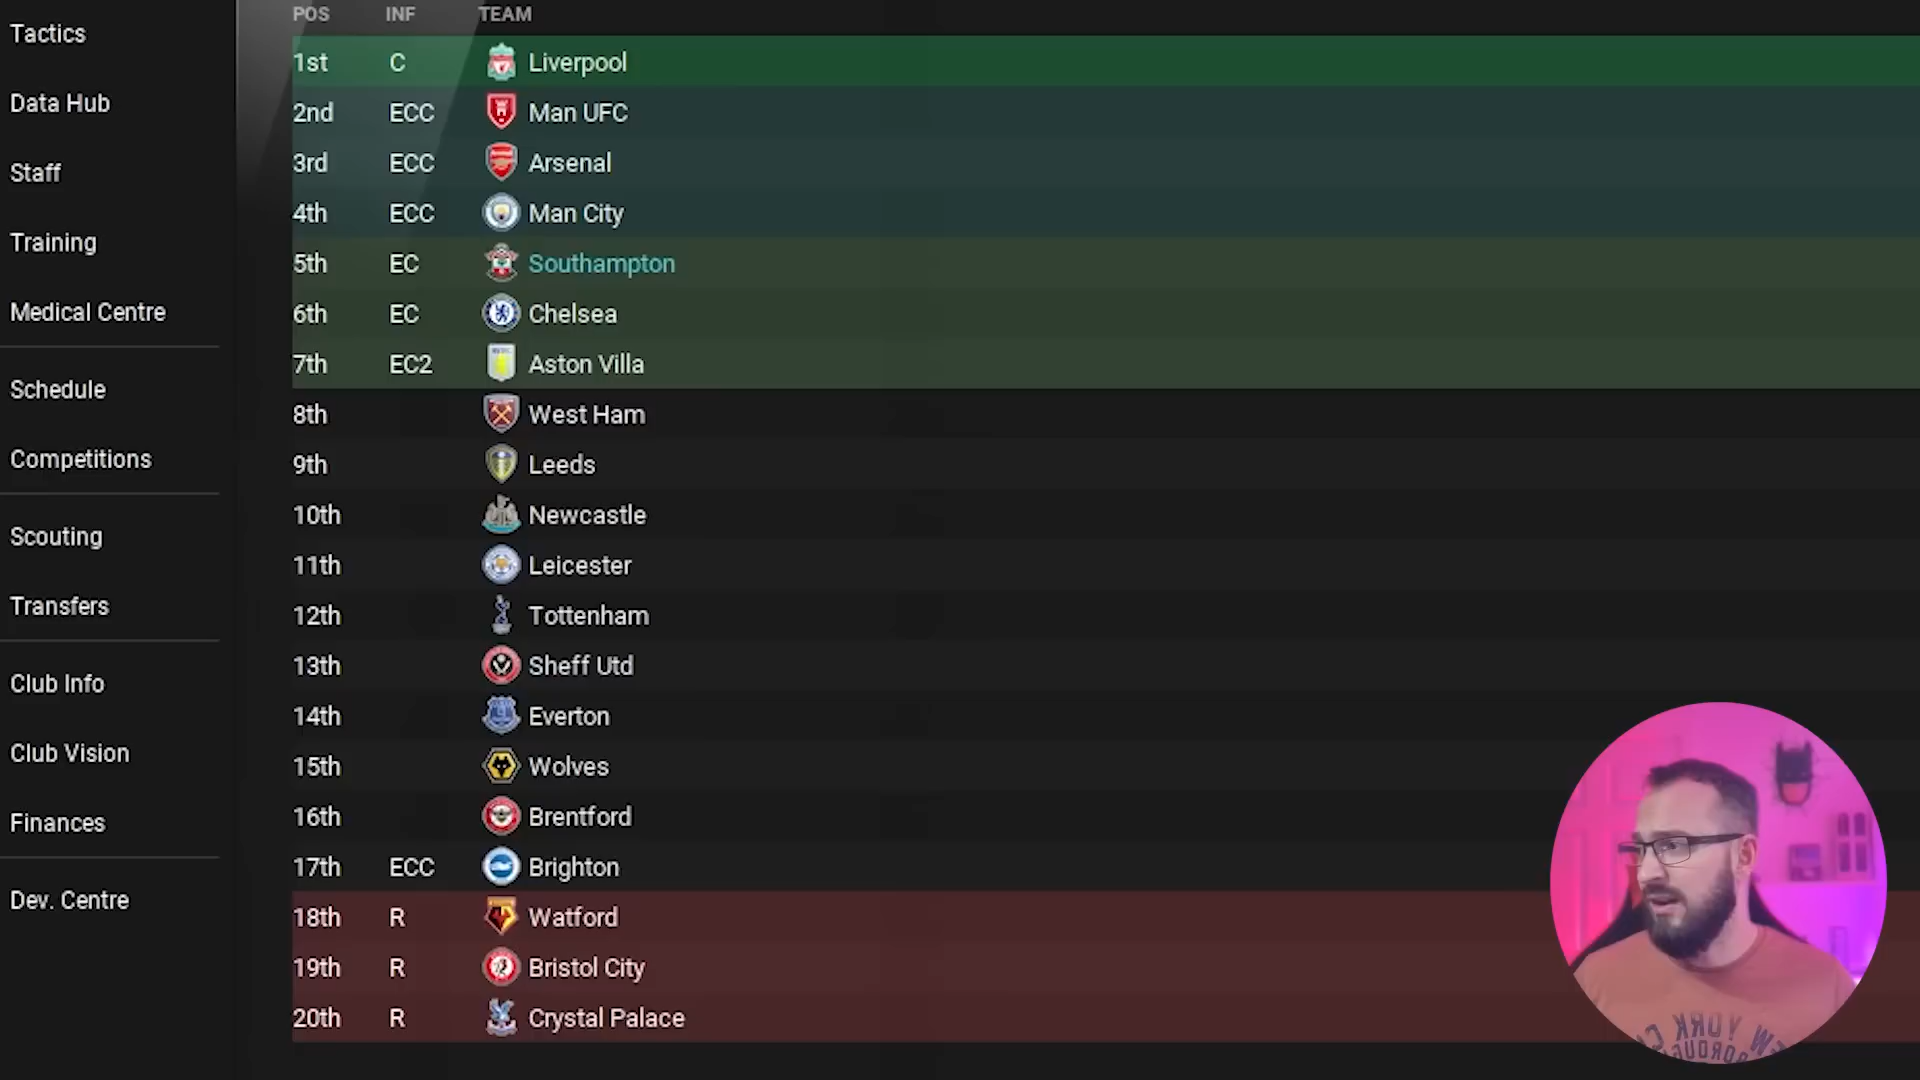 Tactics
Data Hub
Staff
Training
Medical Centre
Schedule
Competitions
Scouting
Transfers
Club Info
Club Vision
Finances
Dev. Centre
POS INF TEAM
1st C Liverpool
2nd ECC Man UFC
3rd ECC Arsenal
4th ECC Man City
5th EC Southampton
6th EC Chelsea
7th EC2 Aston Villa
8th West Ham
9th Leeds
10th Newcastle
11th Leicester
12th Tottenham
13th Sheff Utd
14th Everton
15th Wolves
16th Brentford
17th ECC Brighton
18th R Watford
19th R Bristol City
20th R Crystal Palace